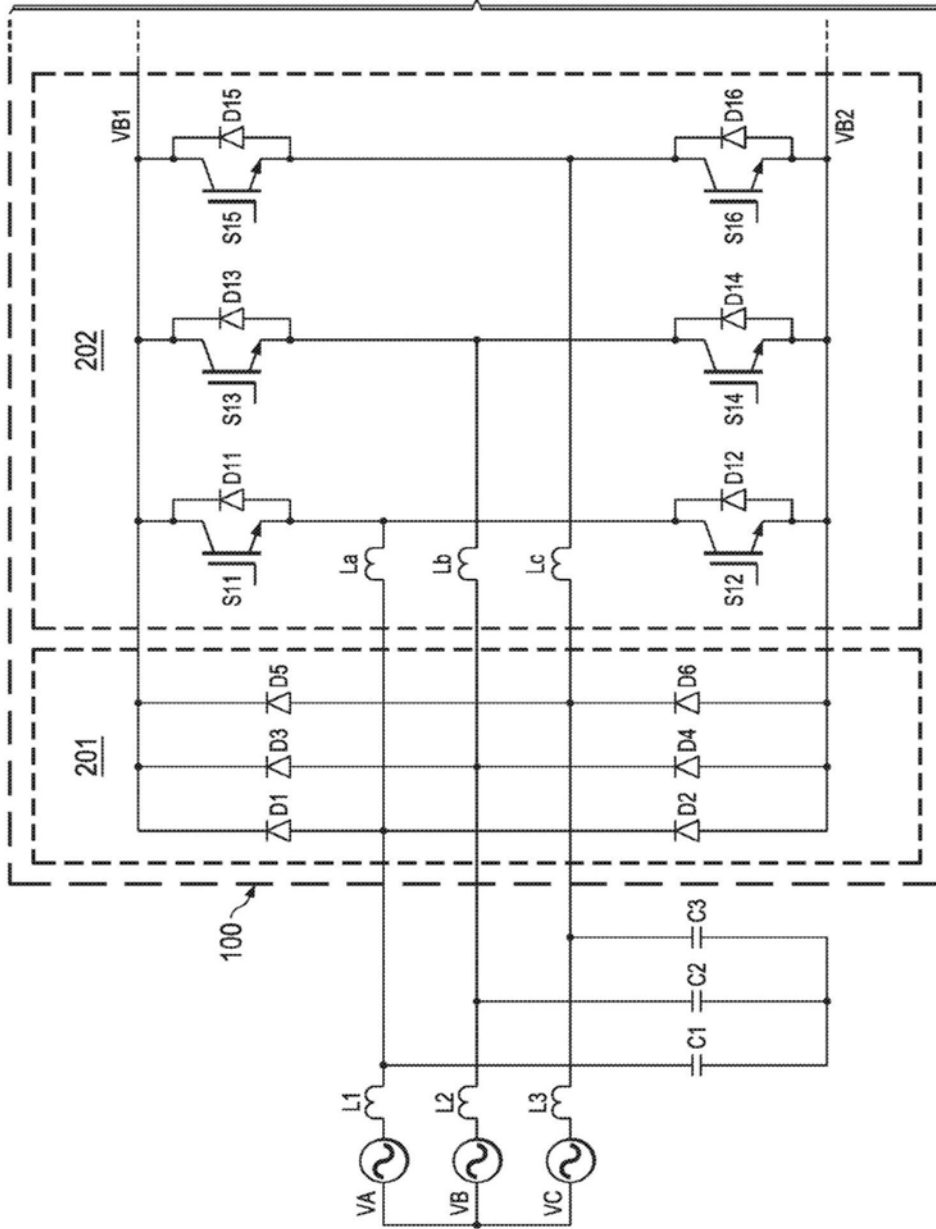 VB1
D15
S15
D16
S16
VB2
202
D13
S13
D14
S14
D11
S11
La
Lb
Lc
D12
S12
201
D5
D3
D1
D6
D4
D2
100
C3
C2
C1
L1
L2
L3
VA
VB
VC